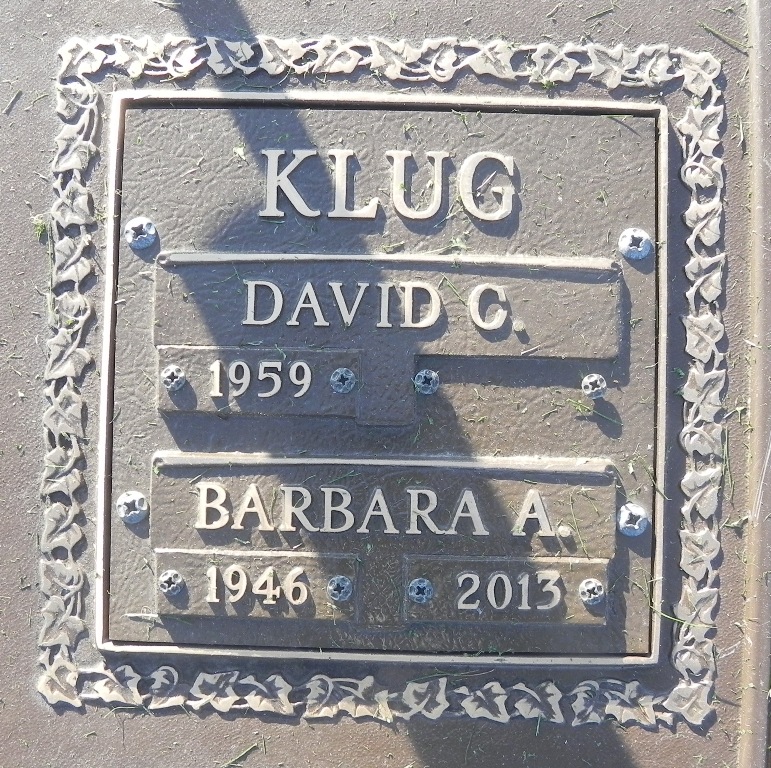 KLUG
DAVID C.
1959
BARBARA A.
1946 2013